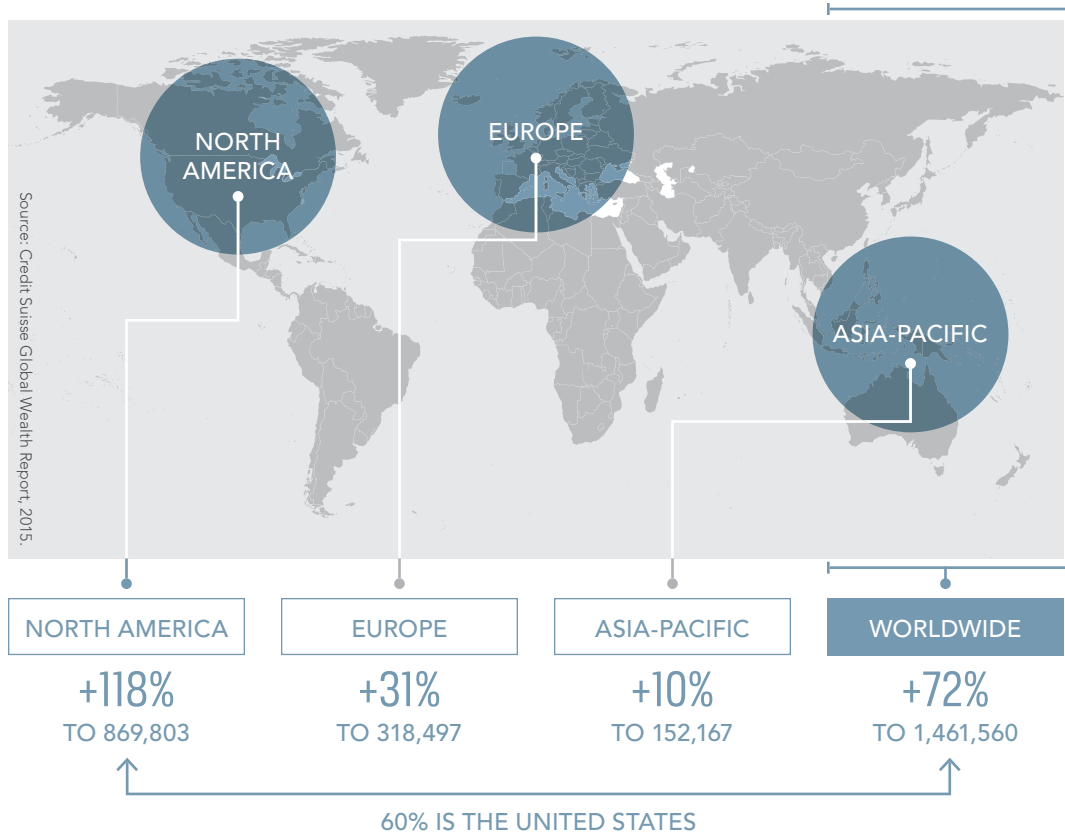 NORTH
AMERICA
EUROPE
ASIA-PACIFIC
Source: Credit Suisse Global Wealth Report, 2015.
NORTH AMERICA
+118%
TO 869,803
EUROPE
+31%
TO 318,497
ASIA-PACIFIC
+10%
TO 152,167
WORLDWIDE
+72%
TO 1,461,560
60% IS THE UNITED STATES